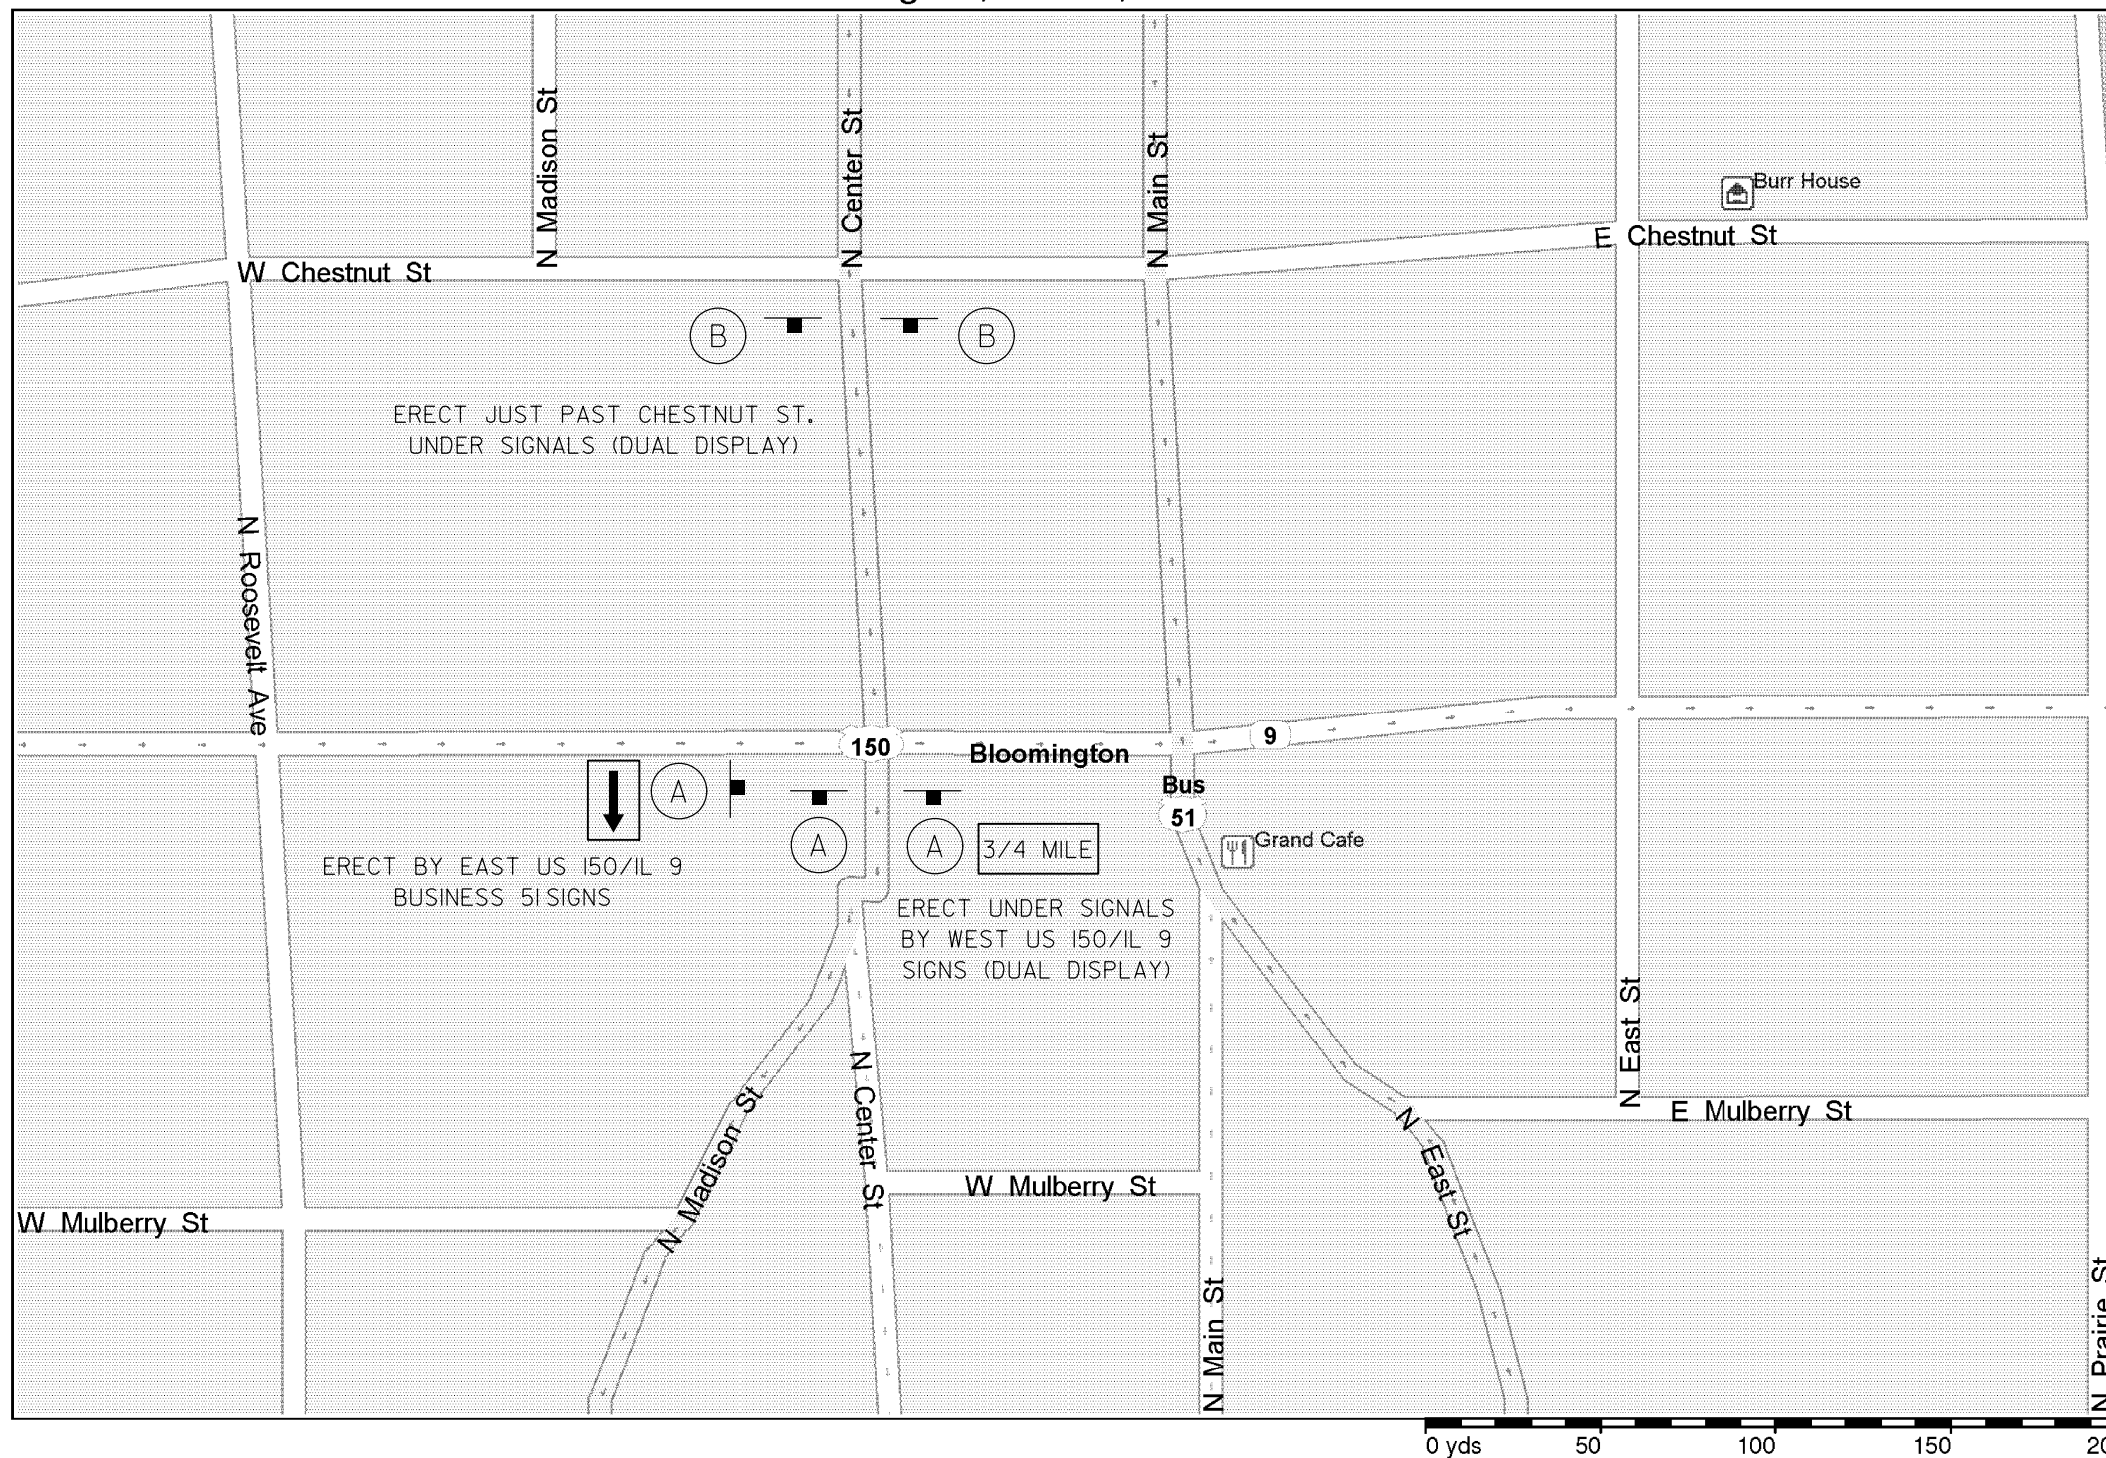 N Madison St
N Center St
N Main St
Burr House
E Chestnut St
W Chestnut St
B
B
ERECT JUST PAST CHESTNUT ST.
UNDER SIGNALS (DUAL DISPLAY)
N Roosevelt Ave
150
Bloomington
9
Bus
51
A
A
A
3/4 MILE
Grand Cafe
ERECT BY EAST US 150/IL 9
BUSINESS 51 SIGNS
ERECT UNDER SIGNALS
BY WEST US 150/IL 9
SIGNS (DUAL DISPLAY)
N East St
N Center St
N Madison St
E Mulberry St
N East St
W Mulberry St
W Mulberry St
N Main St
N Prairie St
0 yds 50 100 150